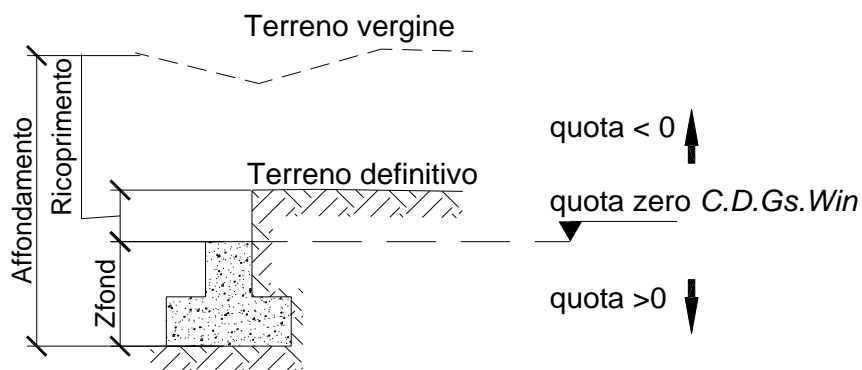 Terreno vergine
Affondamento
Ricoprimento
quota < 0
Terreno definitivo
quota zero C.D.Gs.Win
Zfond
quota >0